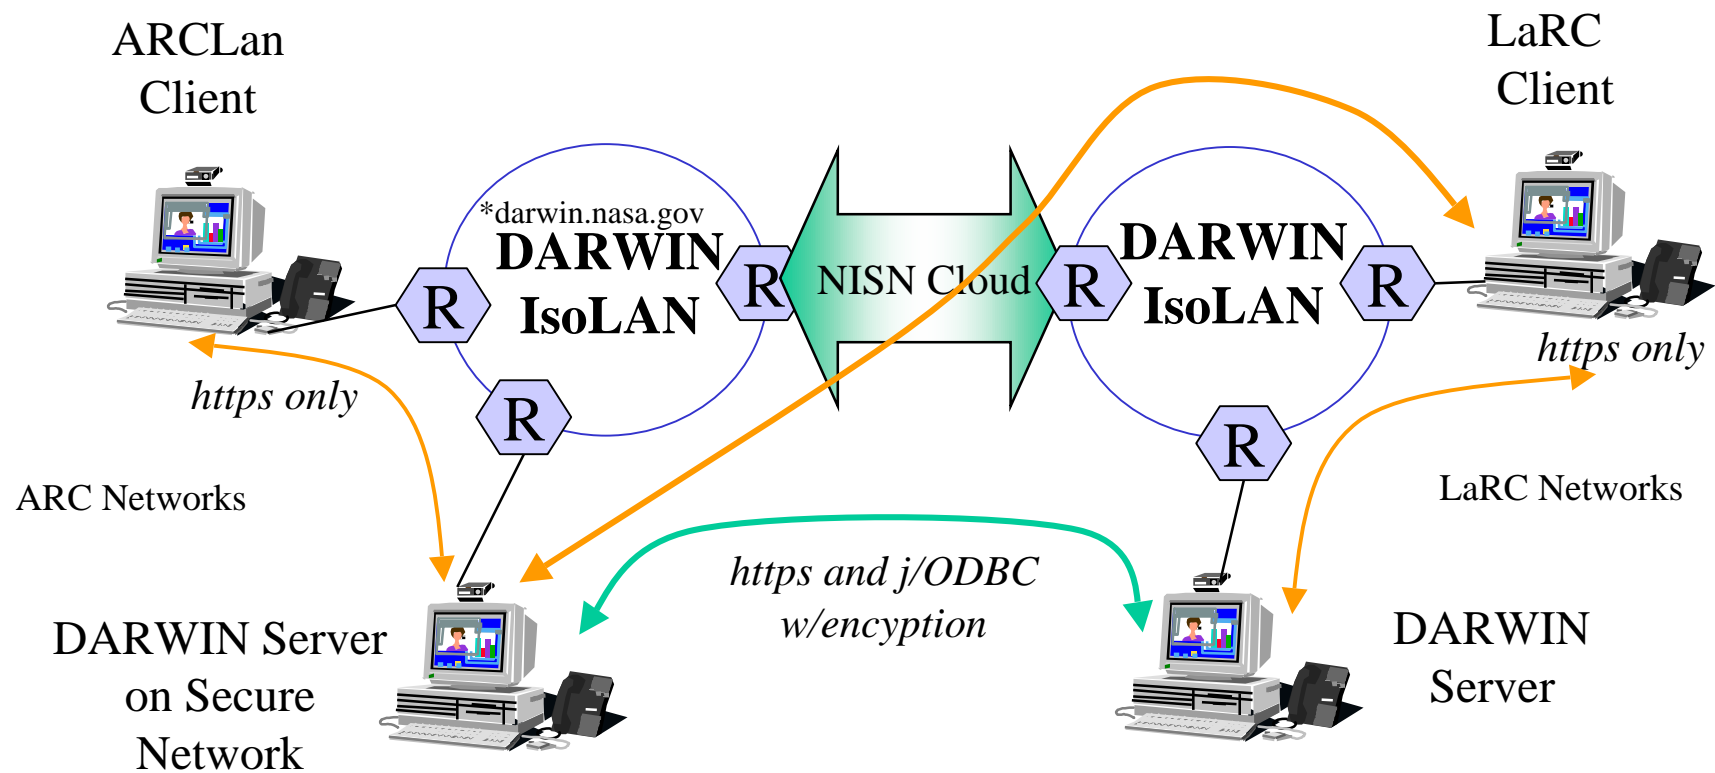 ARCLan
Client
LaRC
Client
*darwin.nasa.gov
DARWIN
IsoLAN
R
R
R
NISN Cloud
DARWIN
IsoLAN
R
R
R
https only
https only
ARC Networks
LaRC Networks
https and j/ODBC
w/encyption
DARWIN Server
on Secure
Network
DARWIN
Server